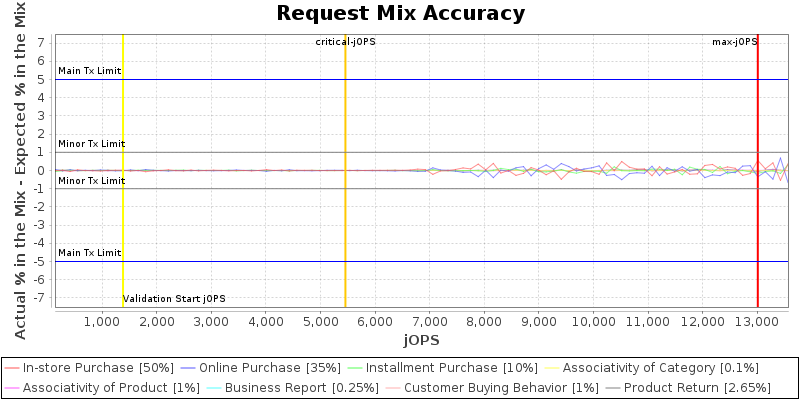 Request Mix Accuracy
Actual % in the Mix - Expected % in the Mix
7
6
5
4
3
2
1
0
-1
-2
-3
-4
-5
-6
-7
critical-jOPS
max-jOPS
Main Tx Limit
Minor Tx Limit
Minor Tx Limit
Main Tx Limit
Validation Start jOPS
1,000 2,000 3,000 4,000 5,000 6,000 7,000 8,000 9,000 10,000 11,000 12,000 13,000
jOPS
In-store Purchase [50%] Online Purchase [35%] Installment Purchase [10%] Associativity of Category [0.1%]
Associativity of Product [1%] Business Report [0.25%] Customer Buying Behavior [1%] Product Return [2.65%]